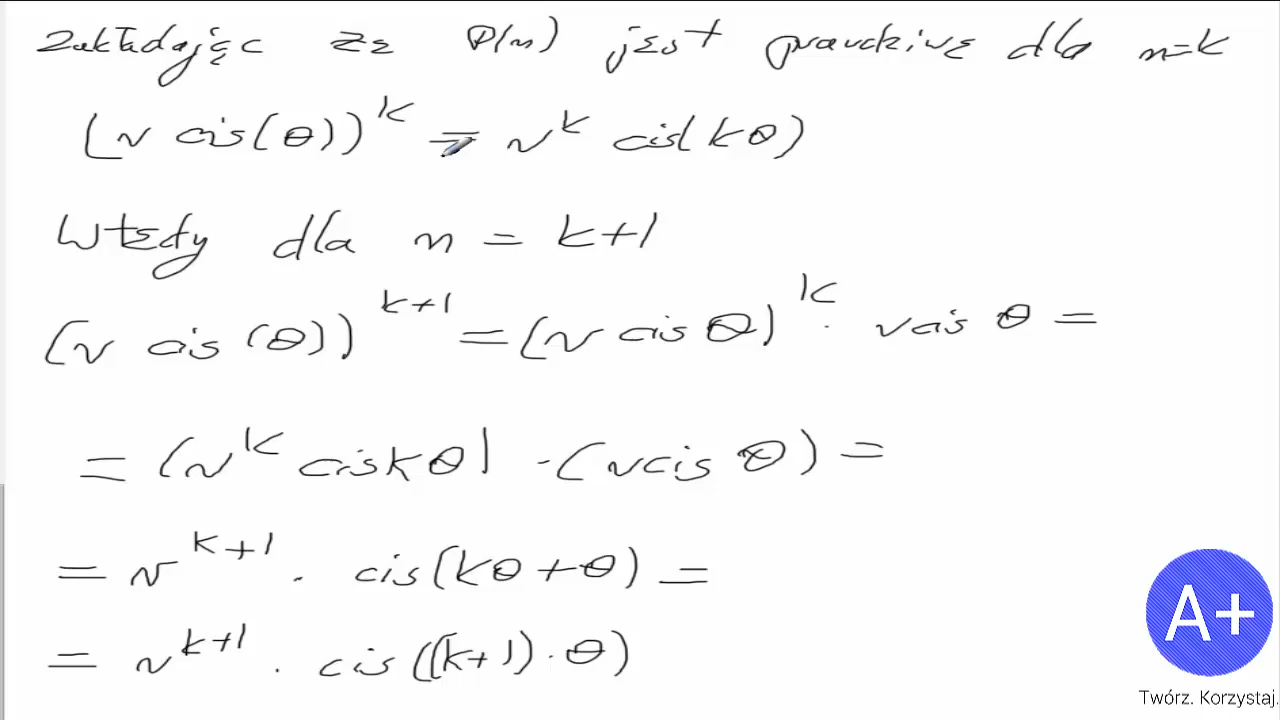 Zakładając że P(n) jest prawdziwe dla n=k
(r cis(θ))^k = r^k cis(kθ)
Wtedy dla n = k+1
(r cis(θ))^{k+1} = (r cis θ)^k · r cis θ =
= (r^k cis kθ) · (r cis θ) =
= r^{k+1} · cis(kθ + θ) =
= r^{k+1} · cis((k+1)·θ)
A+
Twórz. Korzystaj.